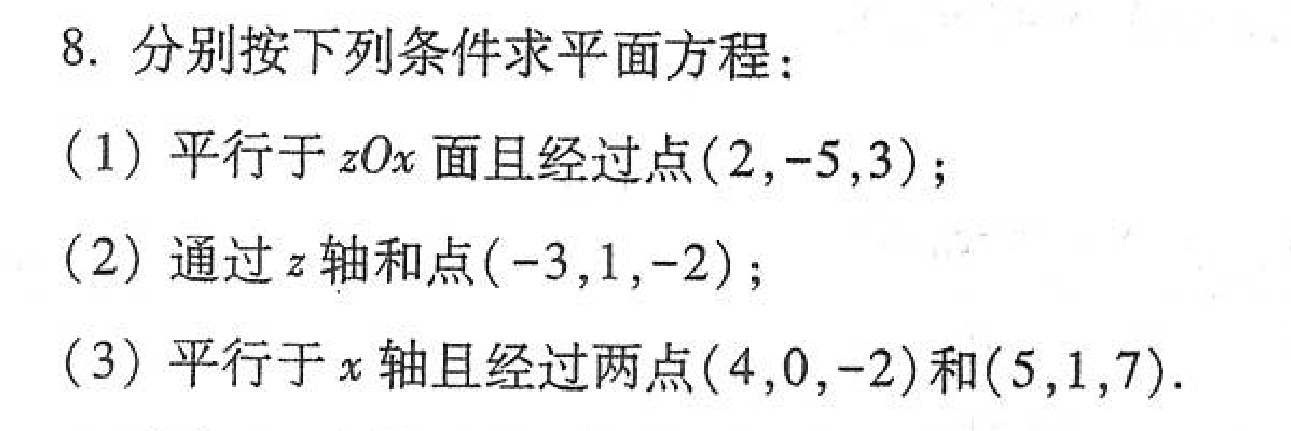 8. 分别按下列条件求平面方程:
(1) 平行于 zOx 面且经过点(2,-5,3);
(2) 通过 z 轴和点(-3,1,-2);
(3) 平行于 x 轴且经过两点(4,0,-2)和(5,1,7).